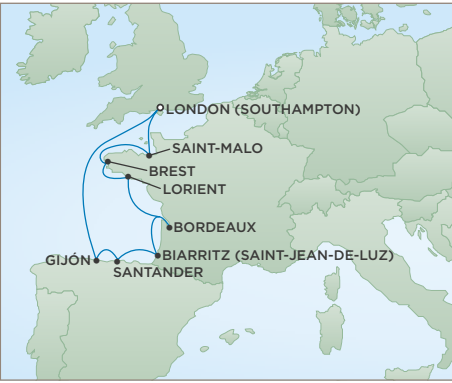 LONDON (SOUTHAMPTON)
SAINT-MALO
BREST
LORIENT
BORDEAUX
BIARRITZ (SAINT-JEAN-DE-LUZ)
GIJÓN
SANTANDER